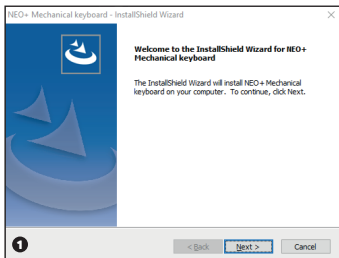 NEO+ Mechanical keyboard - InstallShield Wizard
Welcome to the InstallShield Wizard for NEO+
Mechanical keyboard
The InstallShield Wizard will install NEO+ Mechanical
keyboard on your computer. To continue, click Next.
1
< Back Next > Cancel